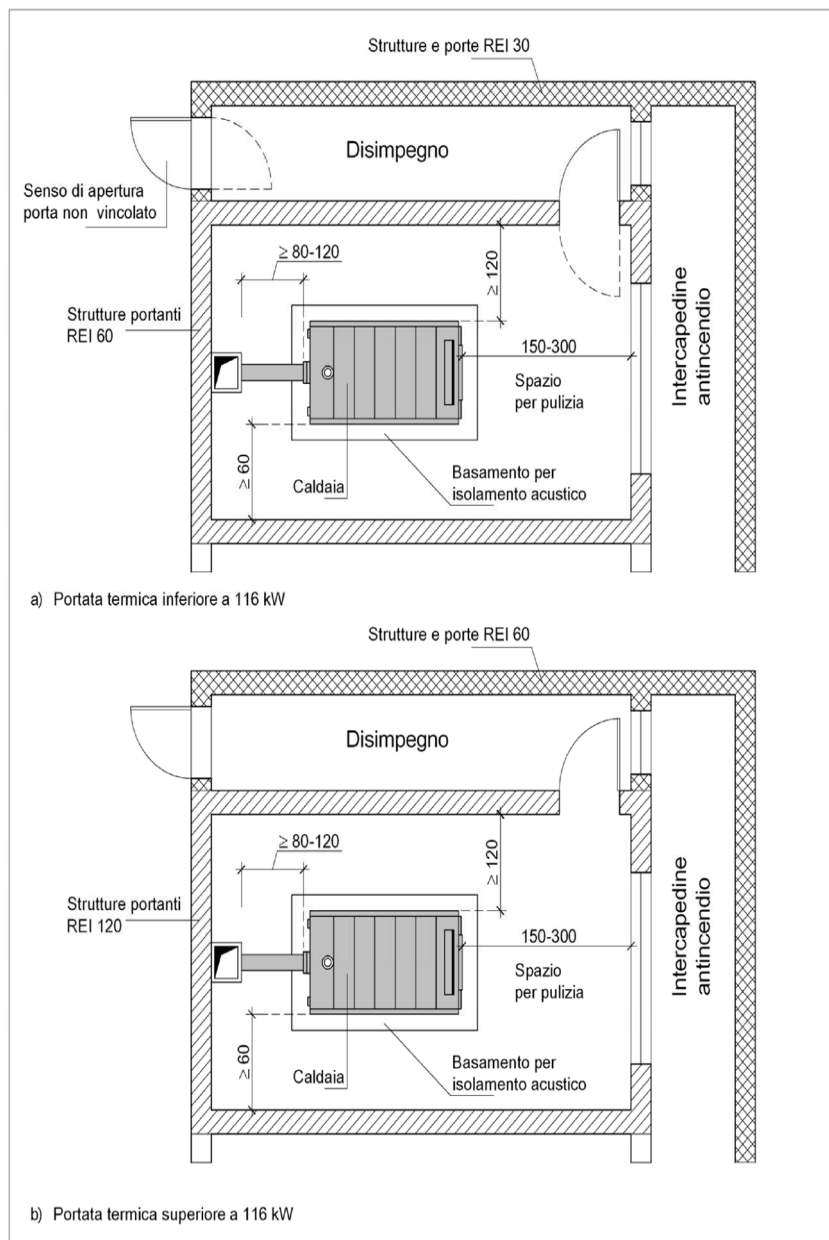 Strutture e porte REI 30
Disimpegno
Senso di apertura
porta non vincolato
≥ 80-120
≥ 120
Strutture portanti
REI 60
150-300
Spazio
per pulizia
Intercapedine
antincendio
≥ 60
Caldaia
Basamento per
isolamento acustico
a) Portata termica inferiore a 116 kW
Strutture e porte REI 60
Disimpegno
≥ 80-120
≥ 120
Strutture portanti
REI 120
150-300
Spazio
per pulizia
Intercapedine
antincendio
≥ 60
Caldaia
Basamento per
isolamento acustico
b) Portata termica superiore a 116 kW